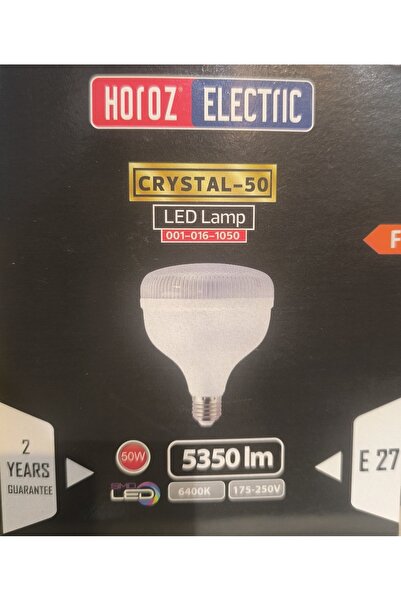 HOROZ ELECTRIC
CRYSTAL-50
LED Lamp
001-016-1050
F
2
YEARS
GUARANTEE
50W
5350 lm
E 27
SMD
LED
6400K
175-250V